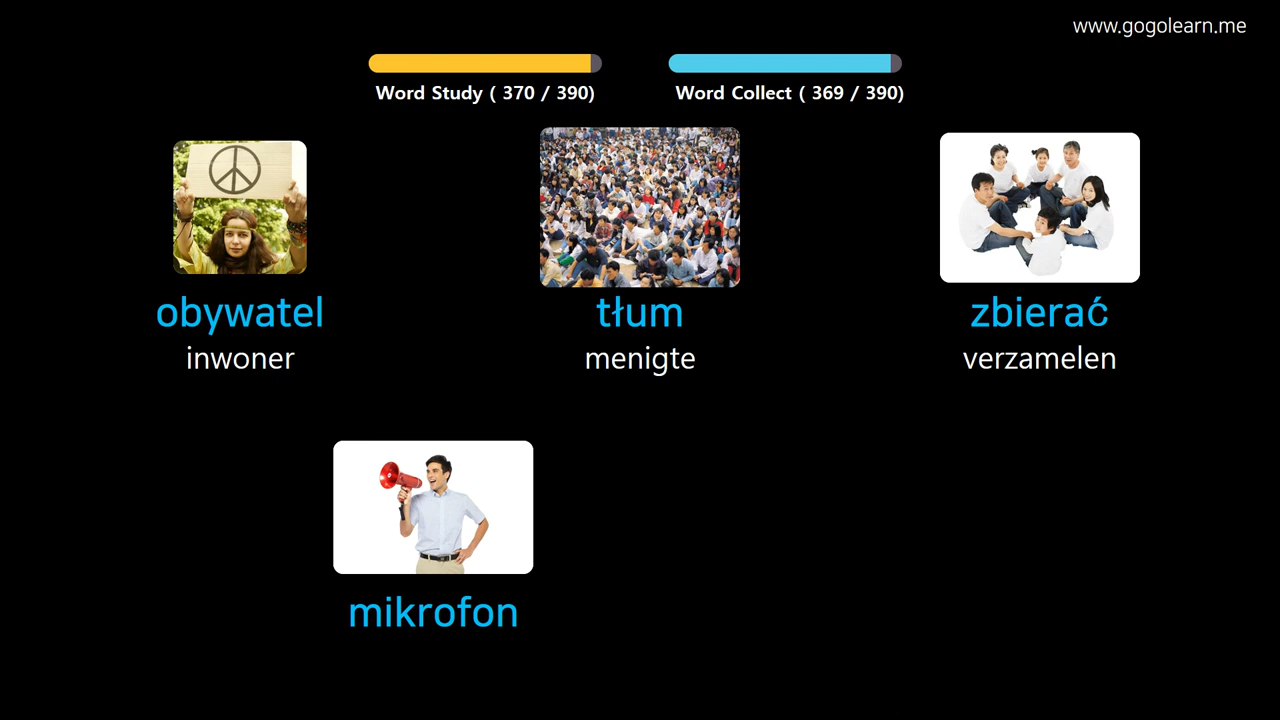 www.gogolearn.me
Word Study ( 370 / 390)
Word Collect ( 369 / 390)
obywatel
inwoner
tłum
menigte
zbierać
verzamelen
mikrofon